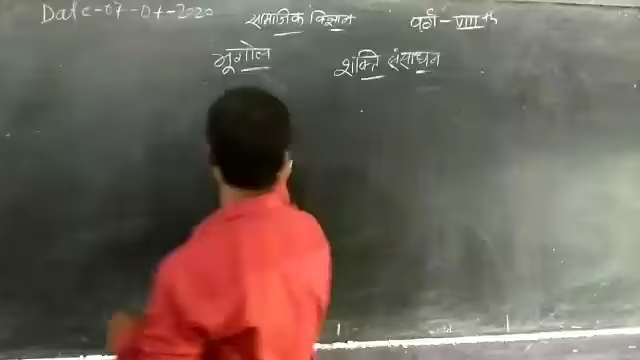 Date-07-07-2020 सामाजिक विज्ञान वर्ग-VIIIth
भूगोल शक्ति संसाधन